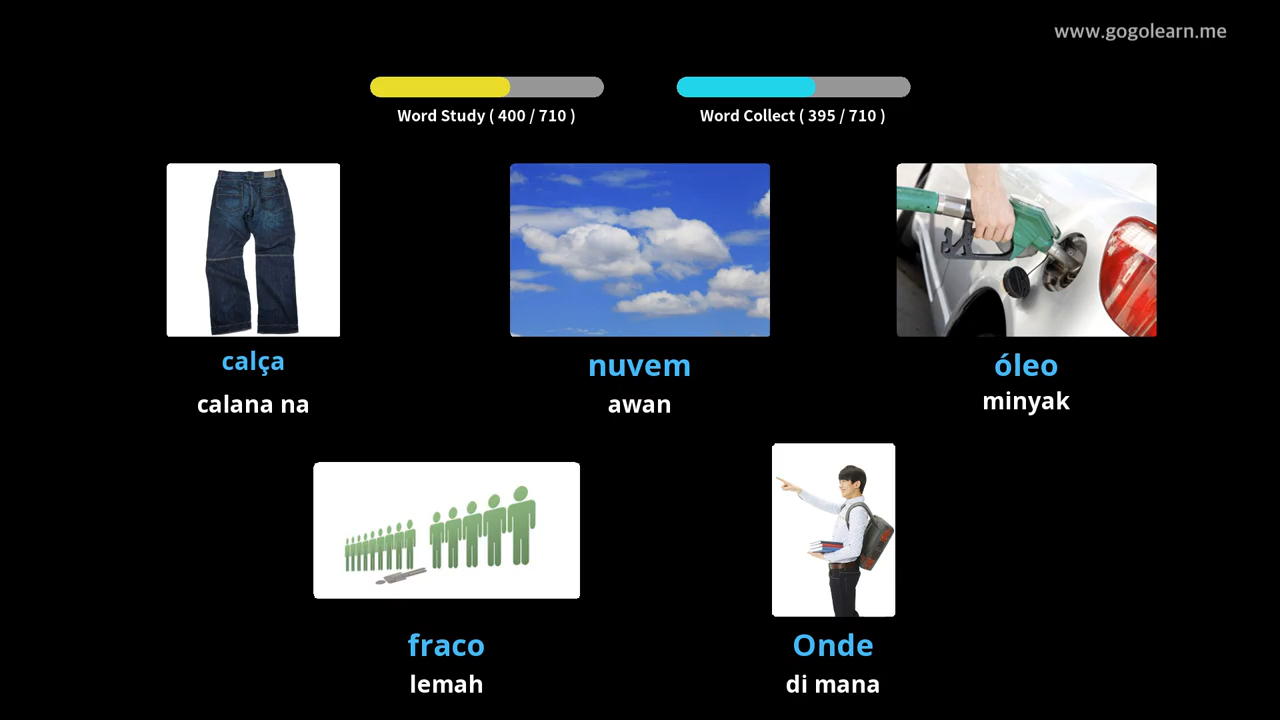 www.gogolearn.me
Word Study ( 400 / 710 )
Word Collect ( 395 / 710 )
calça
calana na
nuvem
awan
óleo
minyak
fraco
lemah
Onde
di mana